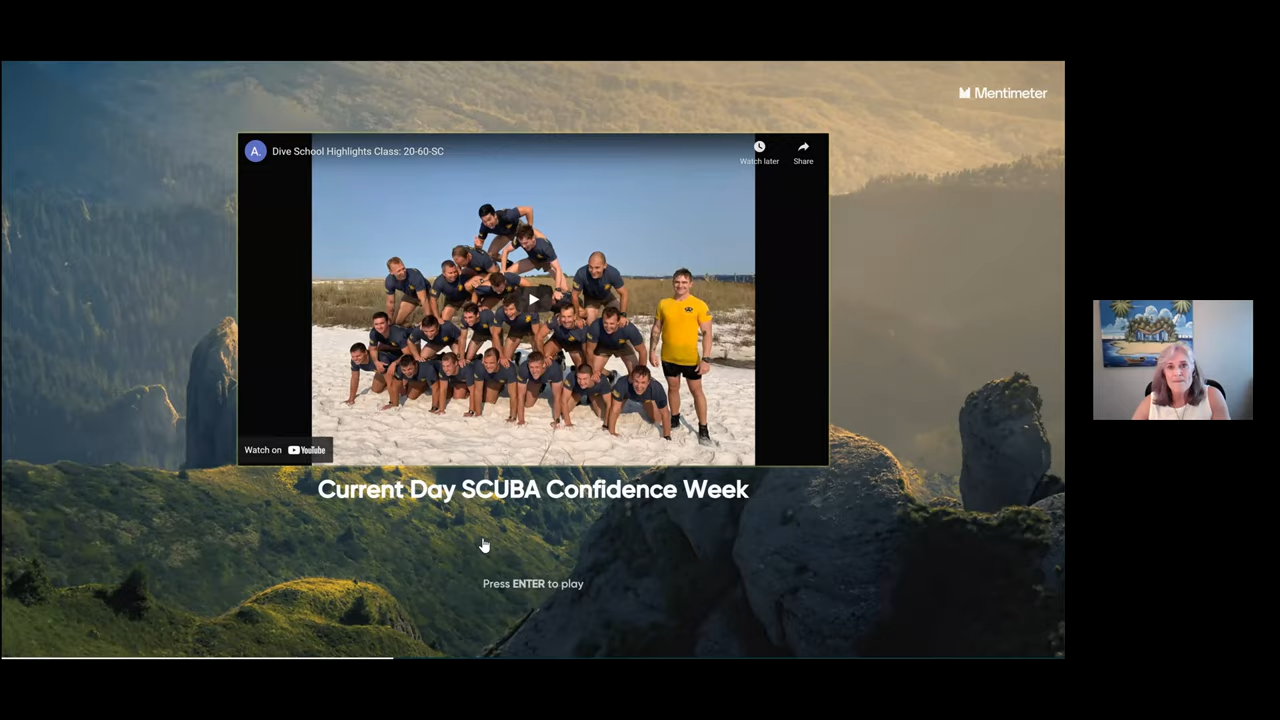 Mentimeter
A.
Dive School Highlights Class: 20-60-SC
Watch later
Share
Watch on YouTube
Current Day SCUBA Confidence Week
Press ENTER to play